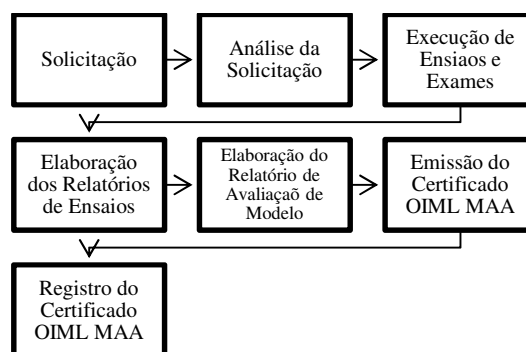 Solicitação
Análise da
Solicitação
Execução de
Ensiaos e
Exames
Elaboração
dos Relatórios
de Ensaios
Elaboração do
Relatório de
Avaliaçaõ de
Modelo
Emissão do
Certificado
OIML MAA
Registro do
Certificado
OIML MAA